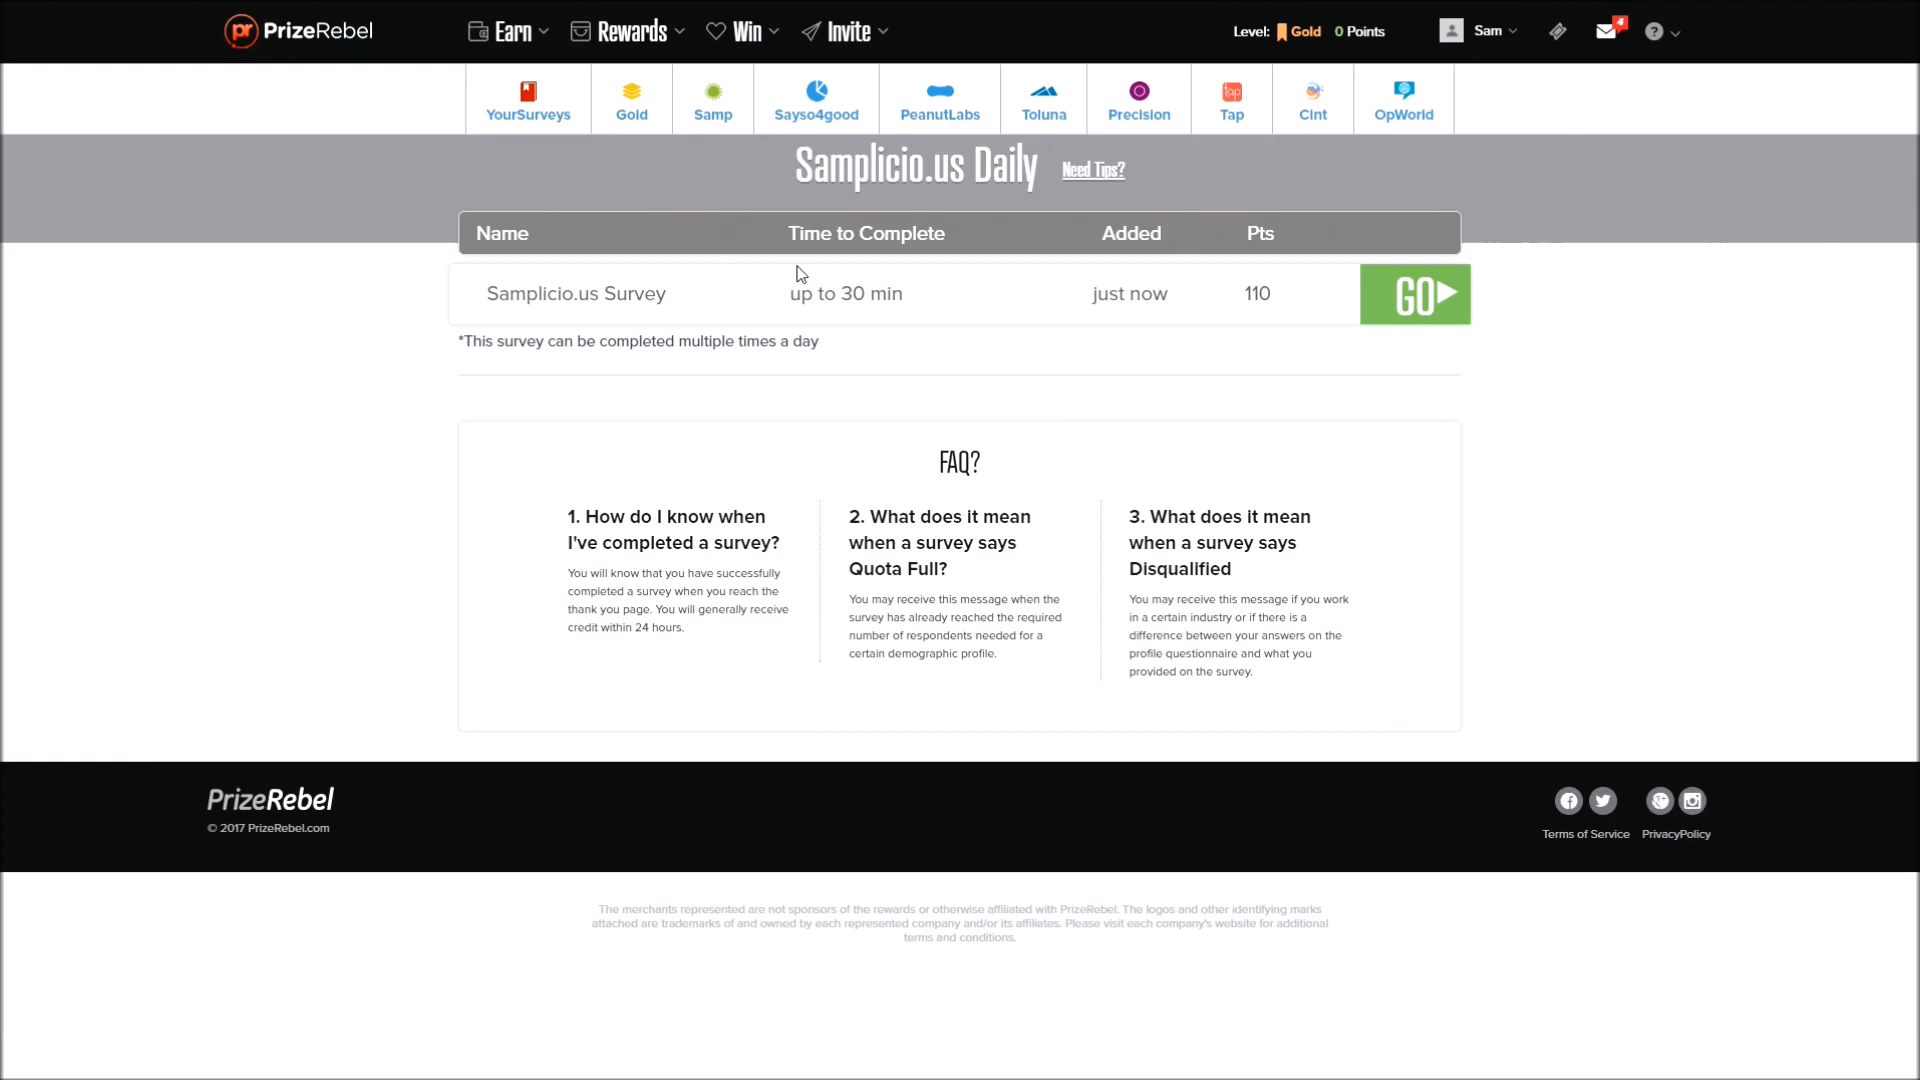 pr PrizeRebel Earn Rewards Win Invite Level: Gold 0 Points Sam 4 ?
YourSurveys Gold Samp Sayso4good PeanutLabs Toluna Precision tap Tap Cint OpWorld
Samplicio.us Daily Need Tips?
Name Time to Complete Added Pts
Samplicio.us Survey up to 30 min just now 110 GO
*This survey can be completed multiple times a day
FAQ?
1. How do I know when
I've completed a survey?
You will know that you have successfully
completed a survey when you reach the
thank you page. You will generally receive
credit within 24 hours.
2. What does it mean
when a survey says
Quota Full?
You may receive this message when the
survey has already reached the required
number of respondents needed for a
certain demographic profile.
3. What does it mean
when a survey says
Disqualified
You may receive this message if you work
in a certain industry or if there is a
difference between your answers on the
profile questionnaire and what you
provided on the survey.
PrizeRebel
© 2017 PrizeRebel.com
Terms of Service PrivacyPolicy
The merchants represented are not sponsors of the rewards or otherwise affiliated with PrizeRebel. The logos and other identifying marks
attached are trademarks of and owned by each represented company and/or its affiliates. Please visit each company's website for additional
terms and conditions.